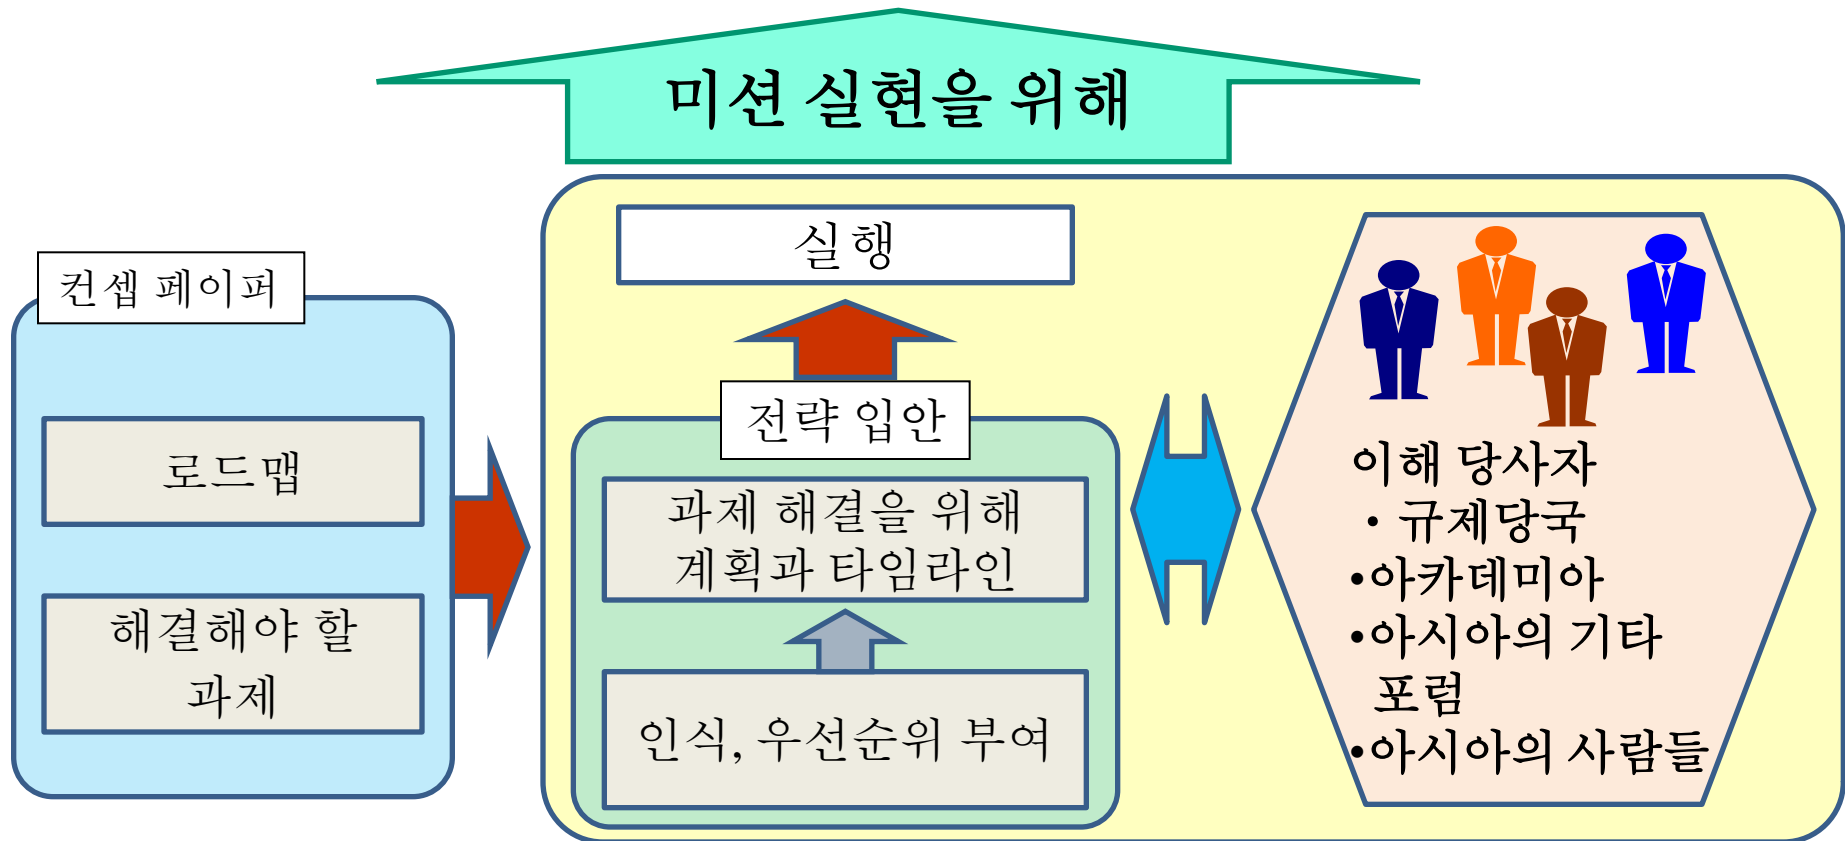 미션 실현을 위해
컨셉 페이퍼
로드맵
해결해야 할
과제
실행
전략 입안
과제 해결을 위해
계획과 타임라인
인식, 우선순위 부여
이해 당사자
・ 규제당국
•아카데미아
•아시아의 기타
포럼
•아시아의 사람들